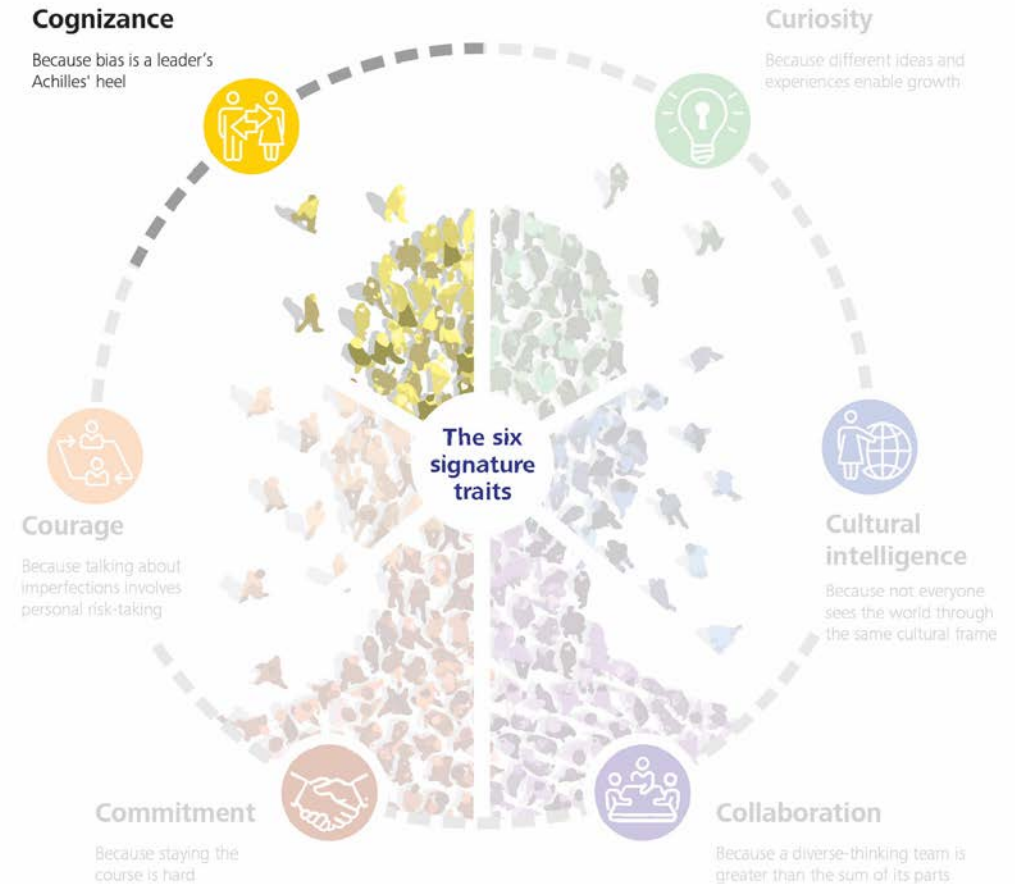 Cognizance
Because bias is a leader's
Achilles' heel
Curiosity
Because different ideas and
experiences enable growth
The six
signature
traits
Courage
Because talking about
imperfections involves
personal risk-taking
Cultural
intelligence
Because not everyone
sees the world through
the same cultural frame
Commitment
Because staying the
course is hard
Collaboration
Because a diverse-thinking team is
greater than the sum of its parts